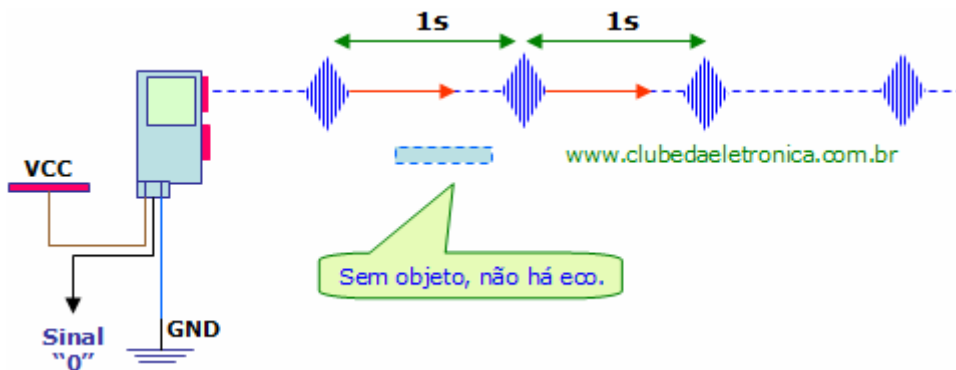 1s
1s
www.clubedaeletronica.com.br
VCC
Sem objeto, não há eco.
GND
Sinal
"0"